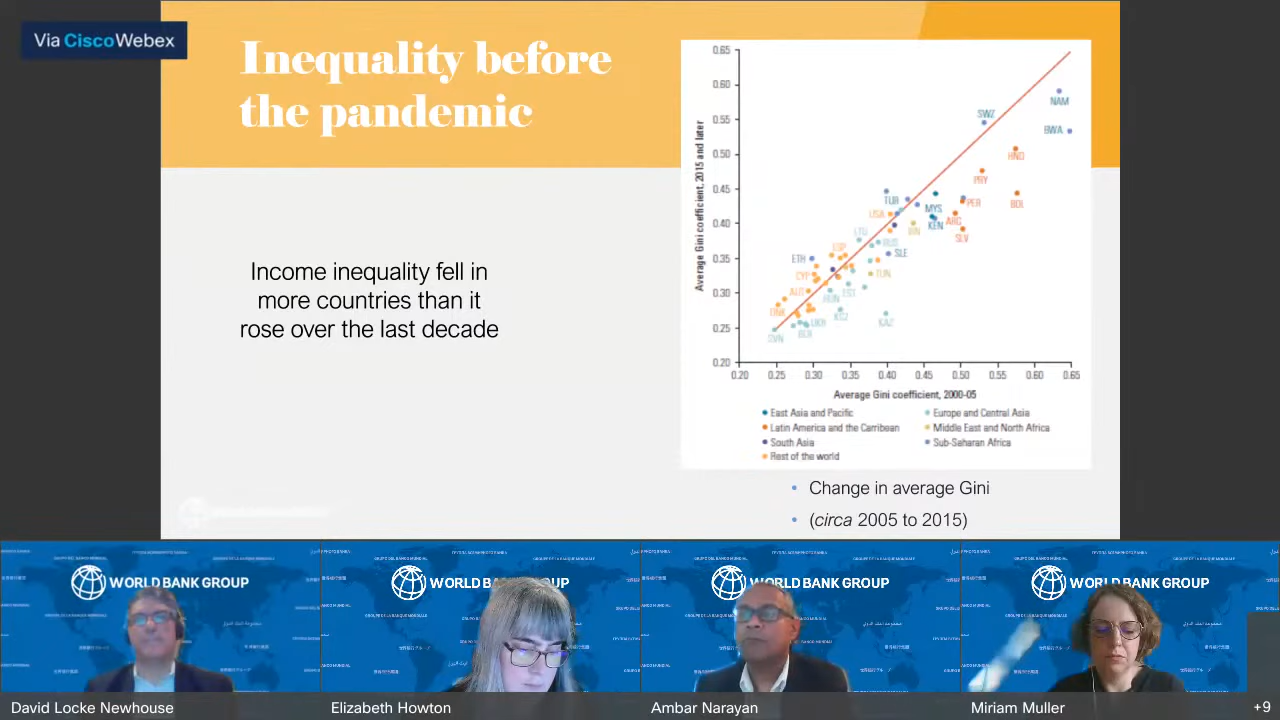 Via CiscoWebex
Inequality before
the pandemic
Income inequality fell in
more countries than it
rose over the last decade
Average Gini coefficient, 2015 and later
0.65
0.60
0.55
0.50
0.45
0.40
0.35
0.30
0.25
0.20
NAM
SWZ
BWA
HND
PRY
TUR
PER
BOL
MYS
USA
ARG
KEN
SLV
LTU
RUS
ESP
SLE
ETH
CYP
TUN
AUT
EST
HUN
DNK
UKR
KGZ
KAZ
BLR
SVN
0.20 0.25 0.30 0.35 0.40 0.45 0.50 0.55 0.60 0.65
Average Gini coefficient, 2000-05
East Asia and Pacific
Europe and Central Asia
Latin America and the Carribean
Middle East and North Africa
South Asia
Sub-Saharan Africa
Rest of the world
• Change in average Gini
• (circa 2005 to 2015)
WORLD BANK GROUP
WORLD BANK GROUP
WORLD BANK GROUP
WORLD BANK GROUP
David Locke Newhouse
Elizabeth Howton
Ambar Narayan
Miriam Muller
+9